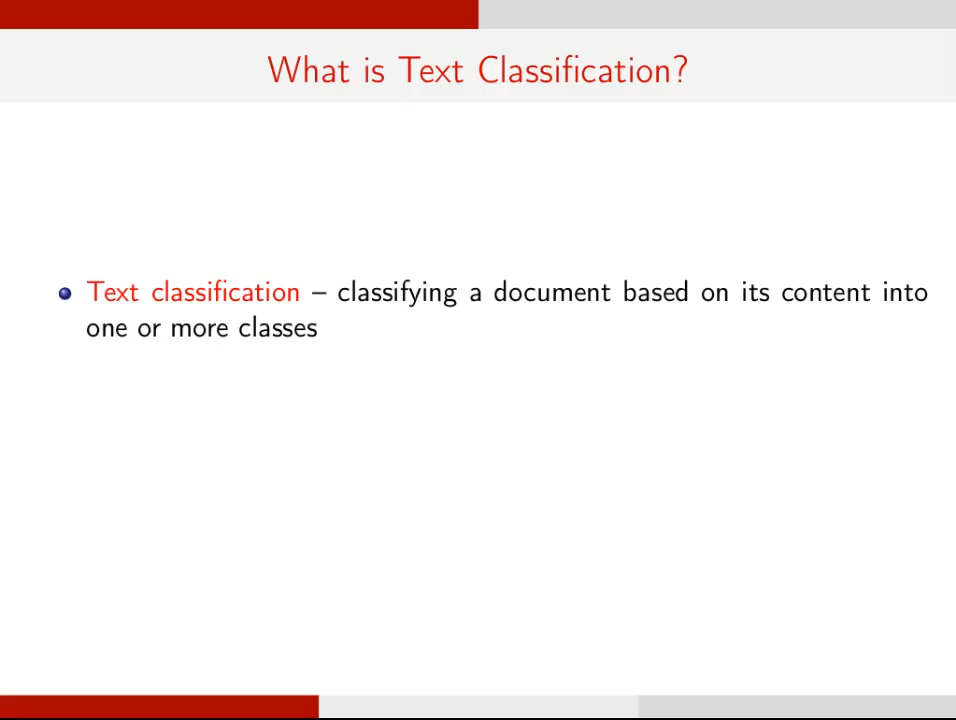 What is Text Classification?
Text classification – classifying a document based on its content into
one or more classes